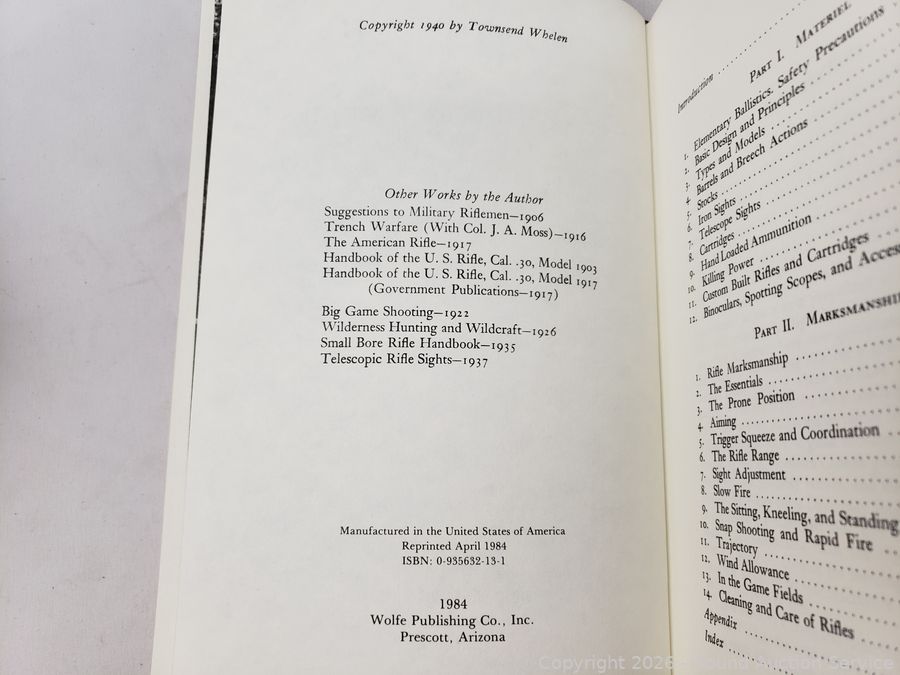 Copyright 1940 by Townsend Whelen
Other Works by the Author
Suggestions to Military Riflemen—1906
Trench Warfare (With Col. J. A. Moss)—1916
The American Rifle—1917
Handbook of the U. S. Rifle, Cal. .30, Model 1903
Handbook of the U. S. Rifle, Cal. .30, Model 1917
(Government Publications—1917)
Big Game Shooting—1922
Wilderness Hunting and Wildcraft—1926
Small Bore Rifle Handbook—1935
Telescopic Rifle Sights—1937
Manufactured in the United States of America
Reprinted April 1984
ISBN: 0-935632-13-1
1984
Wolfe Publishing Co., Inc.
Prescott, Arizona
Introduction
PART I. MATERIEL
1. Elementary Ballistics. Safety Precautions
2. Basic Design and Principles
3. Types and Models
4. Barrels and Breech Actions
5. Stocks
6. Iron Sights
7. Telescope Sights
8. Cartridges
9. Hand Loaded Ammunition
10. Killing Power
11. Custom Built Rifles and Cartridges
12. Binoculars, Spotting Scopes, and
PART II. MARKSMANSHIP
1. Rifle Marksmanship
2. The Essentials
3. The Prone Position
4. Aiming
5. Trigger Squeeze and Coordination
6. The Rifle Range
7. Sight Adjustment
8. Slow Fire
9. The Sitting, Kneeling, and Standing
10. Snap Shooting and Rapid Fire
11. Trajectory
12. Wind Allowance
13. In the Game Fields
14. Cleaning and Care of Rifles
Appendix
Index
Copyright 2026 Auction Service